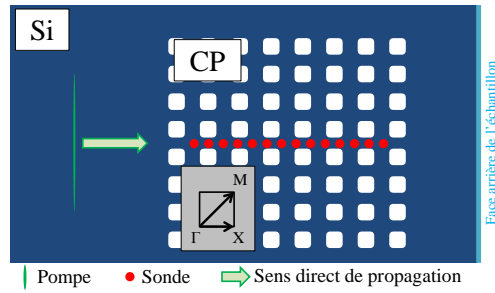 Si
CP
Face arrière de l'échantillon
M
Γ
X
Pompe
Sonde
Sens direct de propagation